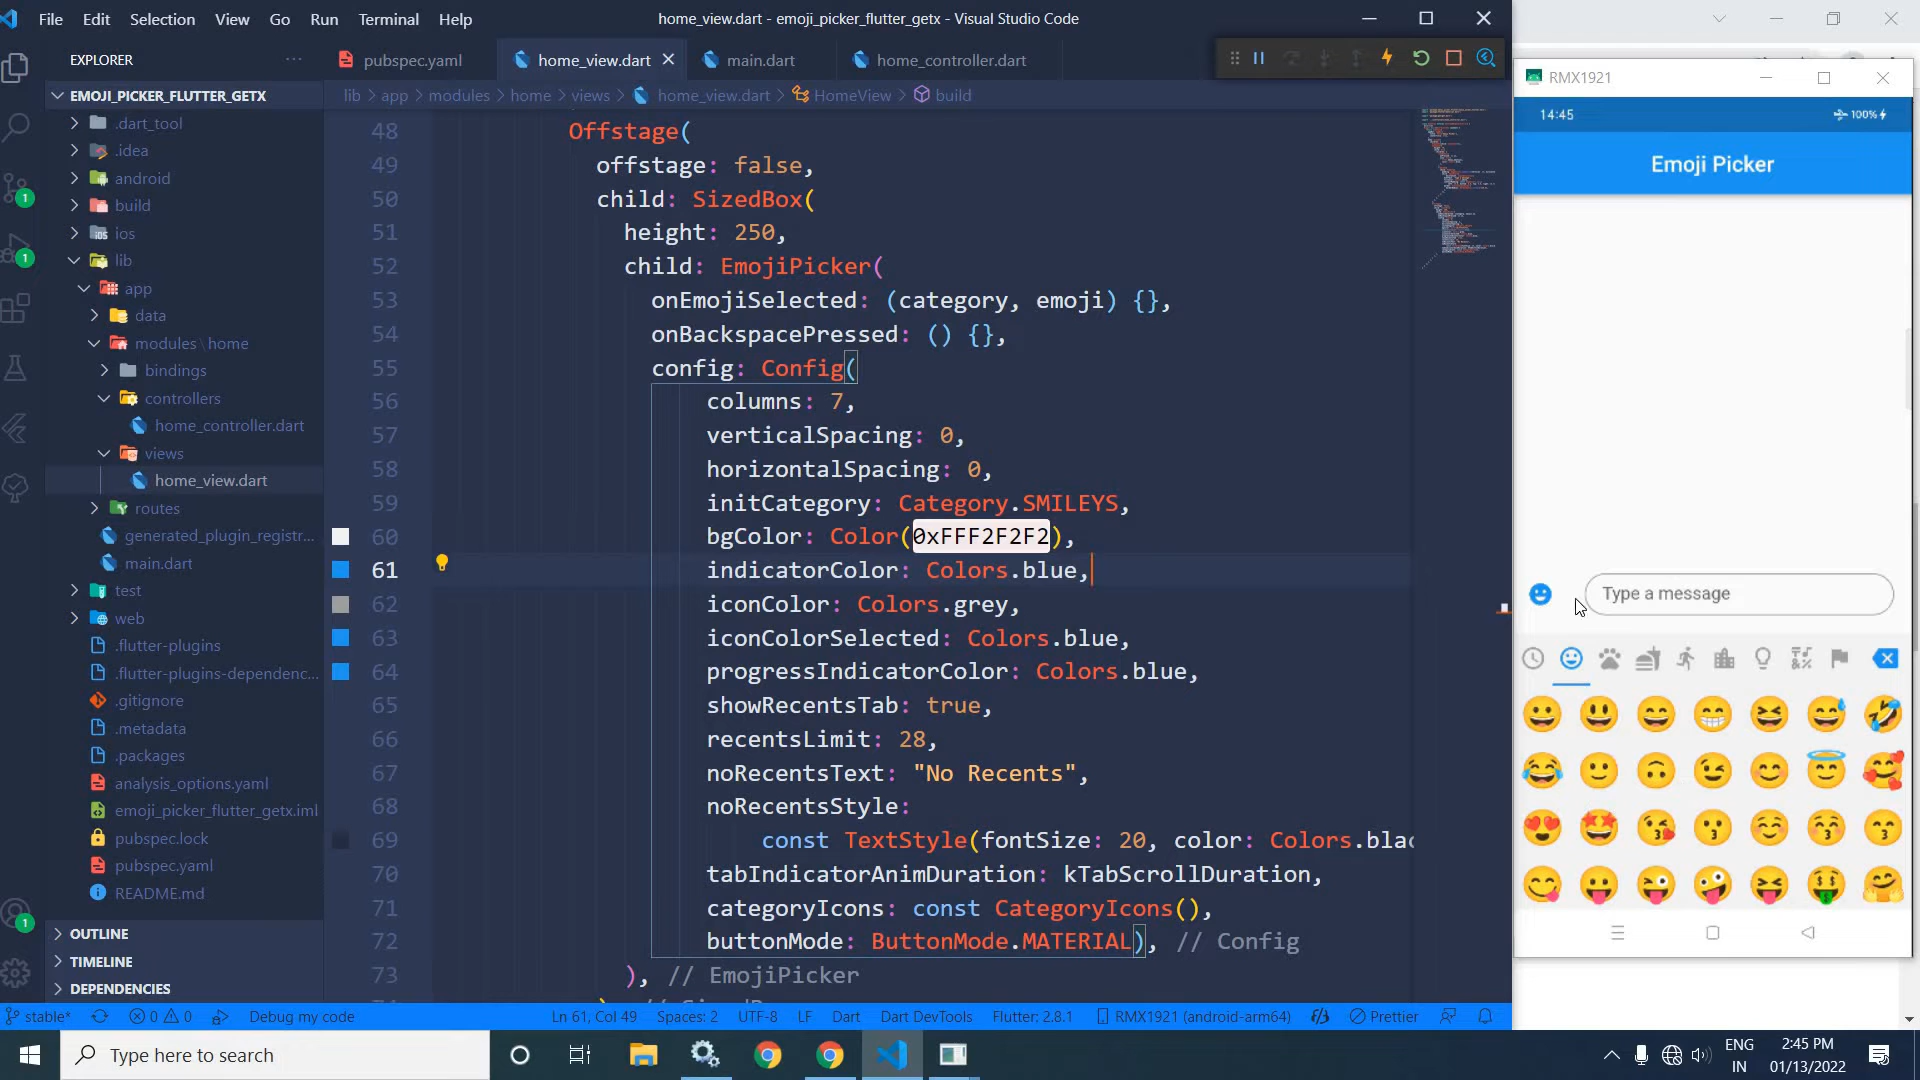 File Edit Selection View Go Run Terminal Help
home_view.dart - emoji_picker_flutter_getx - Visual Studio Code
EXPLORER
pubspec.yaml
home_view.dart
main.dart
home_controller.dart
EMOJI_PICKER_FLUTTER_GETX
lib > app > modules > home > views > home_view.dart > HomeView > build
.dart_tool
.idea
android
build
ios
lib
app
data
modules \ home
bindings
controllers
home_controller.dart
views
home_view.dart
routes
generated_plugin_registr...
main.dart
test
web
.flutter-plugins
.flutter-plugins-dependenc...
.gitignore
.metadata
.packages
analysis_options.yaml
emoji_picker_flutter_getx.iml
pubspec.lock
pubspec.yaml
README.md
OUTLINE
TIMELINE
DEPENDENCIES
1
1
1
48 Offstage(
49 offstage: false,
50 child: SizedBox(
51 height: 250,
52 child: EmojiPicker(
53 onEmojiSelected: (category, emoji) {},
54 onBackspacePressed: () {},
55 config: Config(
56 columns: 7,
57 verticalSpacing: 0,
58 horizontalSpacing: 0,
59 initCategory: Category.SMILEYS,
60 bgColor: Color(0xFFF2F2F2),
61 indicatorColor: Colors.blue,
62 iconColor: Colors.grey,
63 iconColorSelected: Colors.blue,
64 progressIndicatorColor: Colors.blue,
65 showRecentsTab: true,
66 recentsLimit: 28,
67 noRecentsText: "No Recents",
68 noRecentsStyle:
69 const TextStyle(fontSize: 20, color: Colors.blac
70 tabIndicatorAnimDuration: kTabScrollDuration,
71 categoryIcons: const CategoryIcons(),
72 buttonMode: ButtonMode.MATERIAL), // Config
73 ), // EmojiPicker
RMX1921
14:45
100%
Emoji Picker
Type a message
stable*
0
0
Debug my code
Ln 61, Col 49
Spaces: 2
UTF-8
LF
Dart
Dart DevTools
Flutter: 2.8.1
RMX1921 (android-arm64)
Prettier
Type here to search
ENG
IN
2:45 PM
01/13/2022